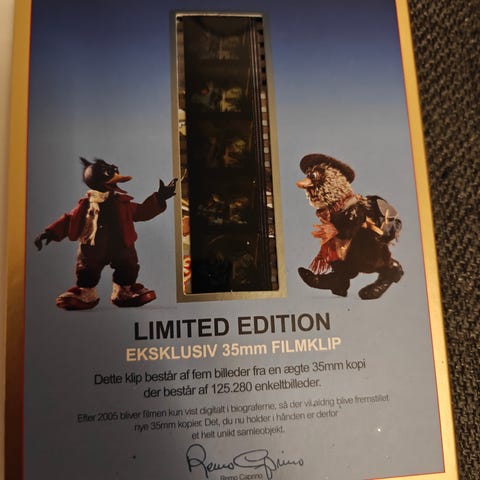 LIMITED EDITION
EKSKLUSIV 35mm FILMKLIP
Dette klip består af fem billeder fra en ægte 35mm kopi
der består af 125.280 enkeltbilleder.
Efter 2005 bliver filmen kun vist digitalt i biograferne, så der vil aldrig blive fremstillet
nye 35mm kopier. Det, du nu holder i hånden er derfor
et helt unikt samleobjekt.
Remo Caprino
Remo Caprino